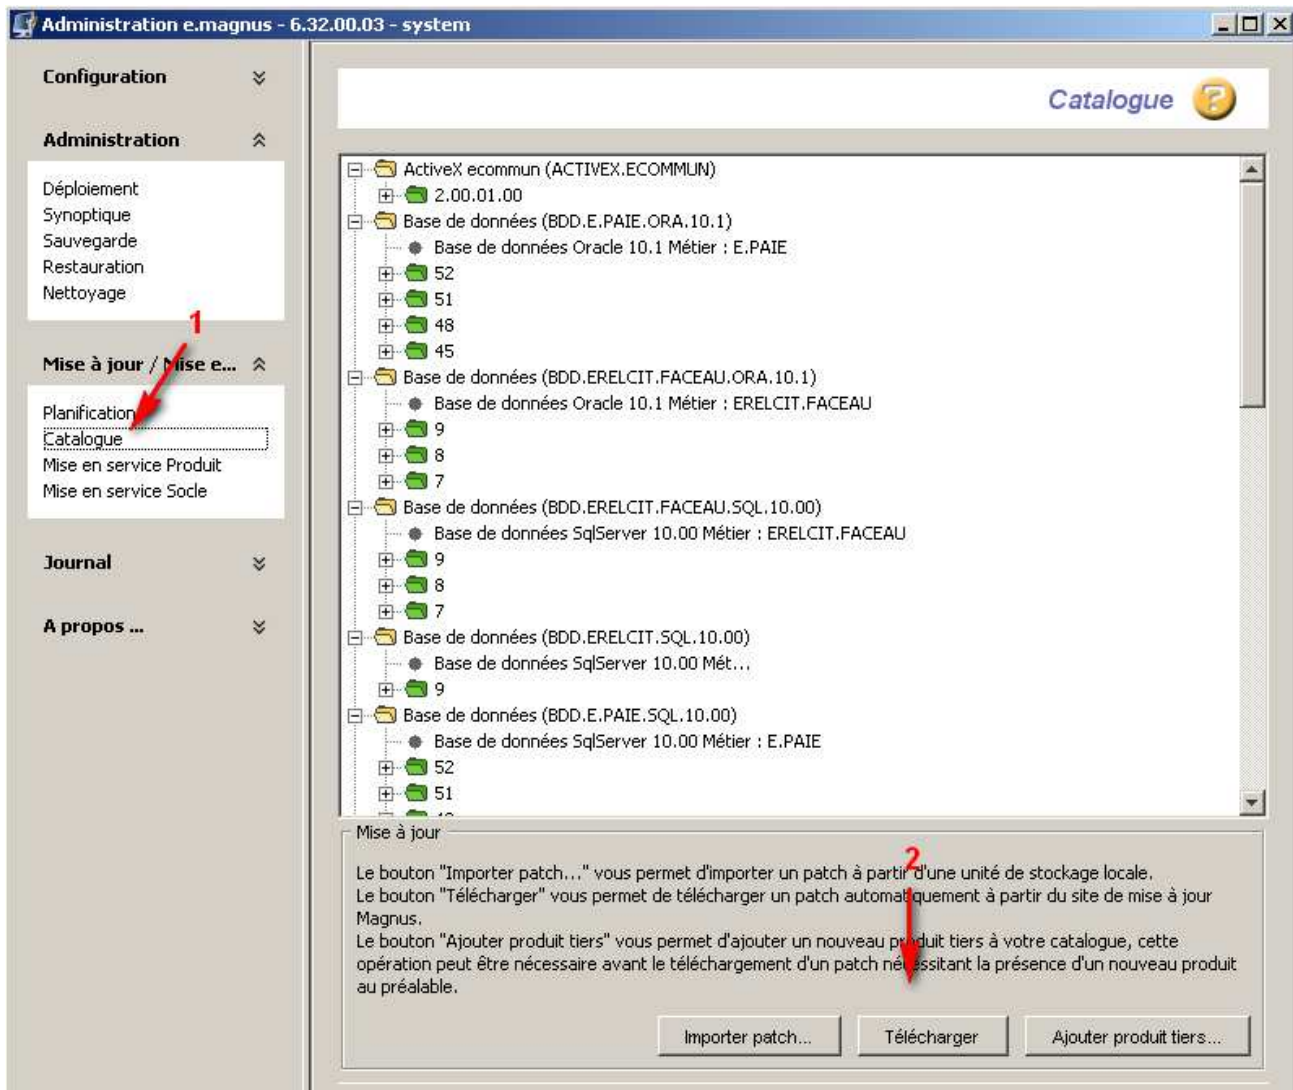 Administration e.magnus - 6.32.00.03 - system
Configuration
Administration
Déploiement
Synoptique
Sauvegarde
Restauration
Nettoyage
1
Mise à jour / Mise e...
Planification
Catalogue
Mise en service Produit
Mise en service Socle
Journal
A propos ...
Catalogue
ActiveX ecommun (ACTIVEX.ECOMMUN)
2.00.01.00
Base de données (BDD.E.PAIE.ORA.10.1)
Base de données Oracle 10.1 Métier : E.PAIE
52
51
48
45
Base de données (BDD.ERELCIT.FACEAU.ORA.10.1)
Base de données Oracle 10.1 Métier : ERELCIT.FACEAU
9
8
7
Base de données (BDD.ERELCIT.FACEAU.SQL.10.00)
Base de données SqlServer 10.00 Métier : ERELCIT.FACEAU
9
8
7
Base de données (BDD.ERELCIT.SQL.10.00)
Base de données SqlServer 10.00 Mét...
9
Base de données (BDD.E.PAIE.SQL.10.00)
Base de données SqlServer 10.00 Métier : E.PAIE
52
51
Mise à jour
2
Le bouton "Importer patch..." vous permet d'importer un patch à partir d'une unité de stockage locale.
Le bouton "Télécharger" vous permet de télécharger un patch automatiquement à partir du site de mise à jour
Magnus.
Le bouton "Ajouter produit tiers" vous permet d'ajouter un nouveau produit tiers à votre catalogue, cette
opération peut être nécessaire avant le téléchargement d'un patch nécessitant la présence d'un nouveau produit
au préalable.
Importer patch...
Télécharger
Ajouter produit tiers...